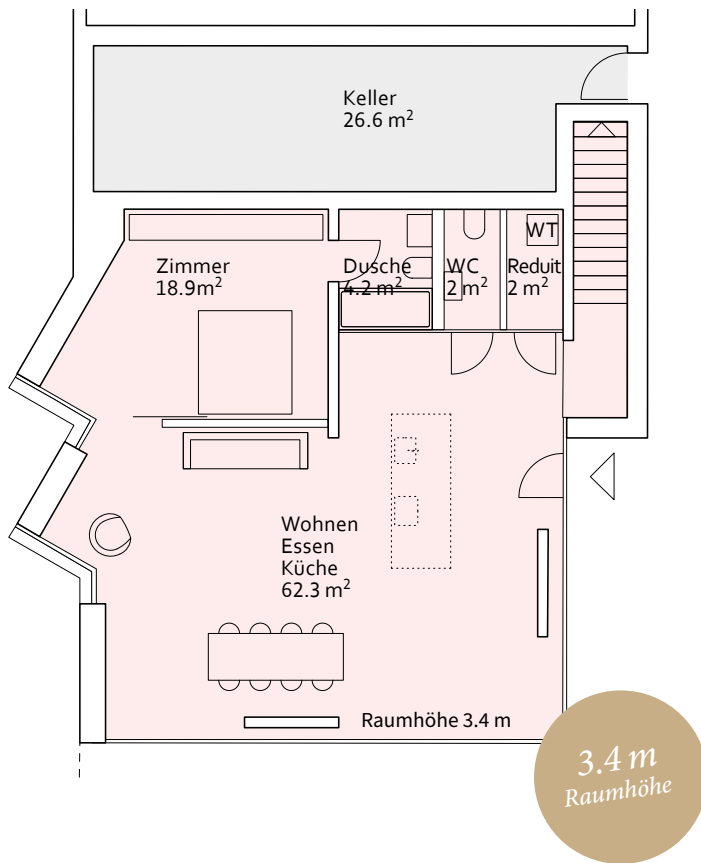 Keller
26.6 m²
Zimmer
18.9m²
Dusche
4.2 m²
WC
2 m²
WT
Reduit
2 m²
Wohnen
Essen
Küche
62.3 m²
Raumhöhe 3.4 m
3.4 m
Raumhöhe